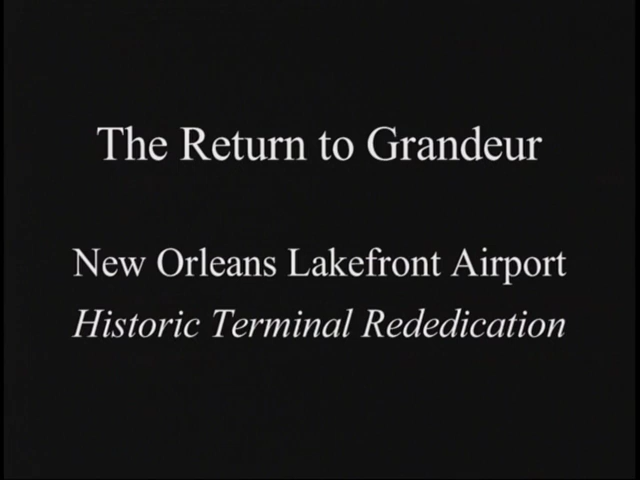 The Return to Grandeur
New Orleans Lakefront Airport
Historic Terminal Rededication